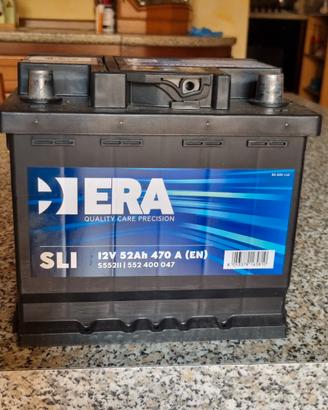 ERA
QUALITY CARE PRECISION
SLI
12V 52Ah 470 A (EN)
S55211 | 552 400 047